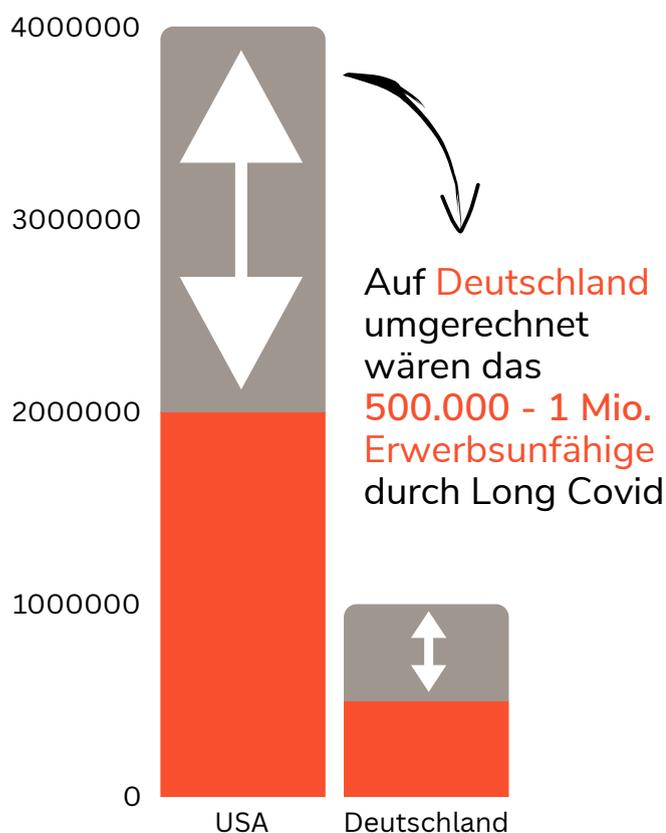 4000000
3000000
2000000
1000000
0
Auf Deutschland
umgerechnet
wären das
500.000 - 1 Mio.
Erwerbsunfähige
durch Long Covid
USA
Deutschland